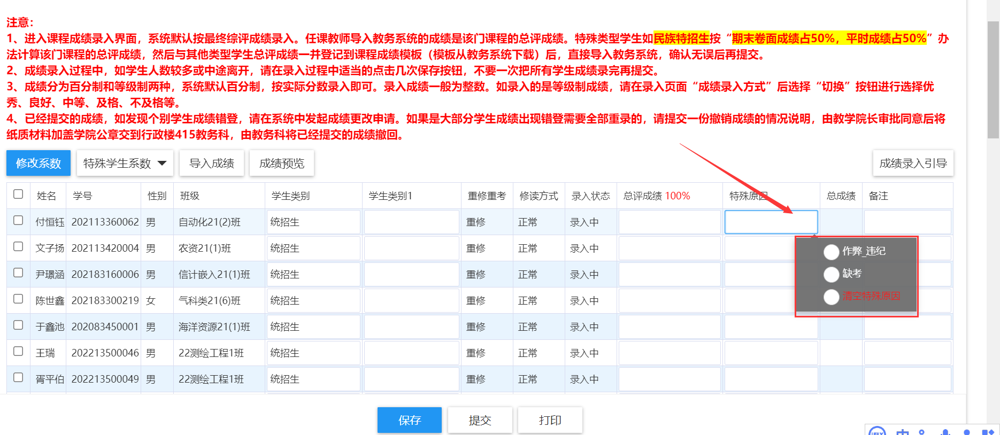 注意：
1、进入课程成绩录入界面，系统默认按最终综评成绩录入。任课教师导入教务系统的成绩是该门课程的总评成绩。特殊类型学生如民族特招生按“期末卷面成绩占50%，平时成绩占50%”办
法计算该门课程的总评成绩，然后与其他类型学生总评成绩一并登记到课程成绩模板（模板从教务系统下载）后，直接导入教务系统，确认无误后再提交。
2、成绩录入过程中，如学生人数较多或中途离开，请在录入过程中适当的点击几次保存按钮，不要一次把所有学生成绩录完再提交。
3、成绩分为百分制和等级制两种，系统默认百分制，按实际分数录入即可。录入成绩一般为整数。如录入的是等级制成绩，请在录入页面“成绩录入方式”后选择“切换”按钮进行选择优
秀、良好、中等、及格、不及格等。
4、已经提交的成绩，如发现个别学生成绩错登，请在系统中发起成绩更改申请。如果是大部分学生成绩出现错登需要全部重录的，请提交一份撤销成绩的情况说明，由教学院长审批同意后将
纸质材料加盖学院公章交到行政楼415教务科，由教务科将已经提交的成绩撤回。
修改系数 特殊学生系数 导入成绩 成绩预览 成绩录入引导
姓名 学号 性别 班级 学生类别 学生类别1 重修重考 修读方式 录入状态 总评成绩 100% 特殊原因 总成绩 备注
付恒钰 202113360062 男 自动化21(2)班 统招生 重修 正常 录入中
文子扬 202113420004 男 农资21(1)班 统招生 重修 正常 录入中
作弊_违纪
尹璟涵 202183160006 男 信计嵌入21(1)班 统招生 重修 正常 录入中
缺考
陈世鑫 202183300219 女 气科类21(6)班 统招生 重修 正常 录入中
清空特殊原因
于鑫池 202083450001 男 海洋资源21(1)班 统招生 重修 正常 录入中
王瑞 202213500046 男 22测绘工程1班 统招生 重修 正常 录入中
胥平伯 202213500049 男 22测绘工程1班 统招生 重修 正常 录入中
保存 提交 打印
iFLY 中